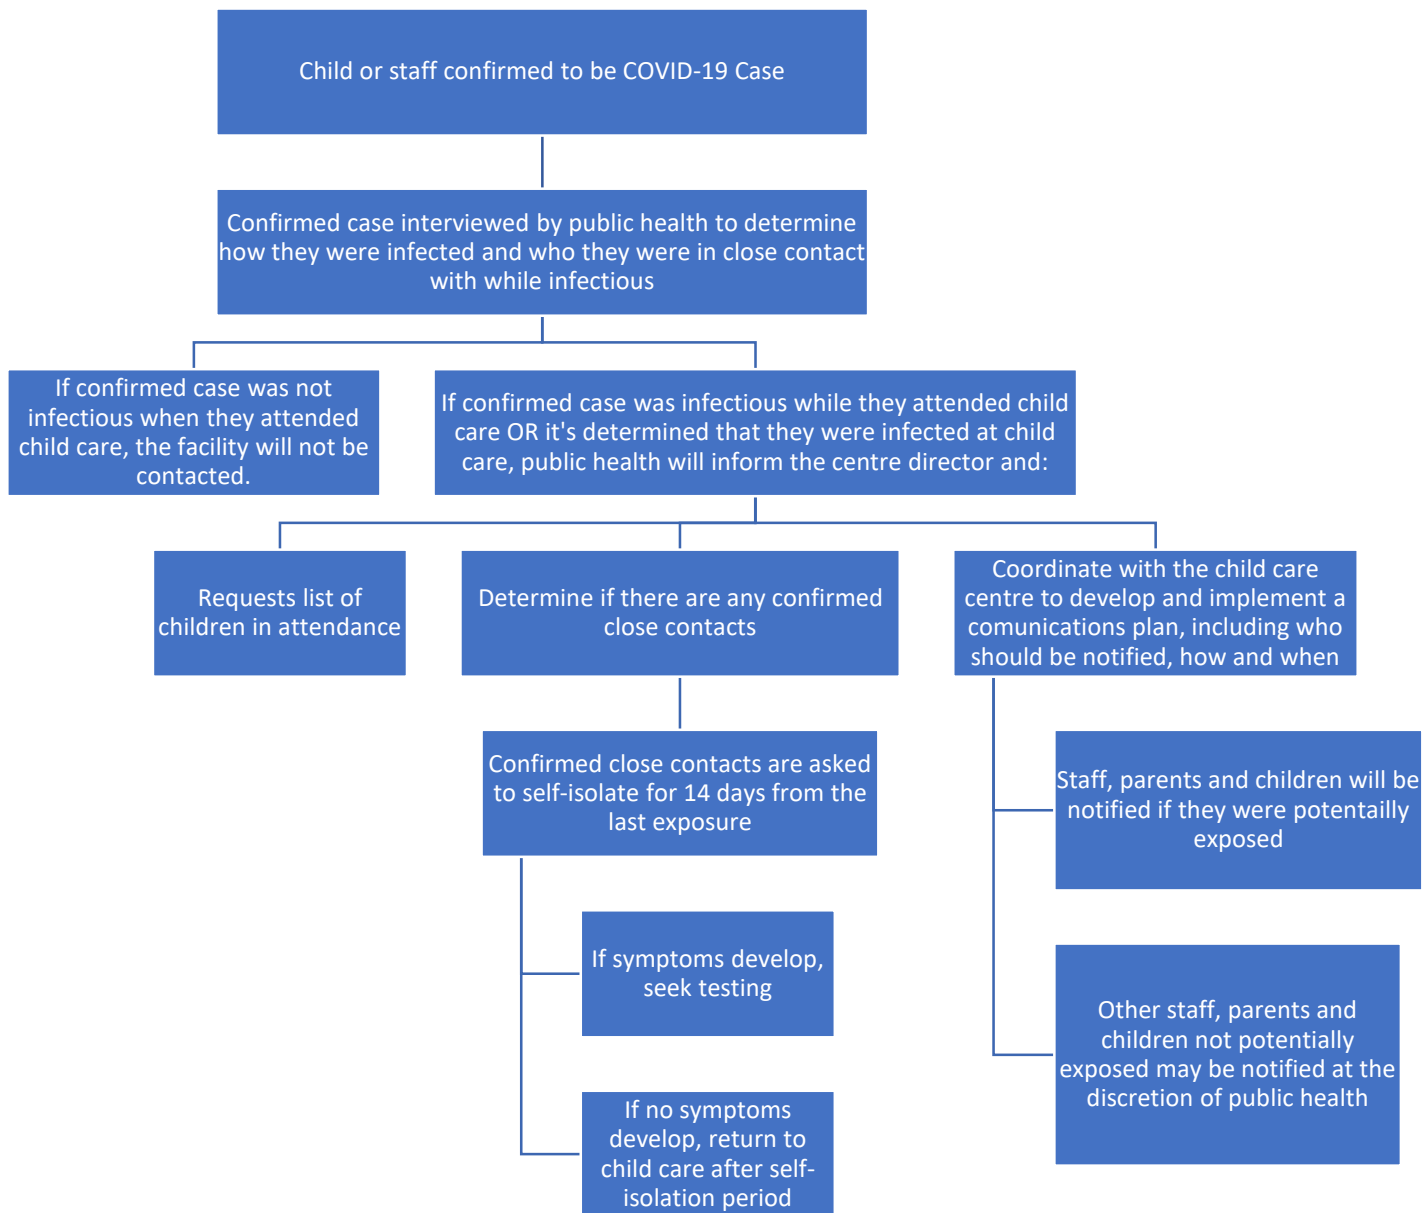 Child or staff confirmed to be COVID-19 Case
Confirmed case interviewed by public health to determine
how they were infected and who they were in close contact
with while infectious
If confirmed case was not
infectious when they attended
child care, the facility will not be
contacted.
If confirmed case was infectious while they attended child
care OR it's determined that they were infected at child
care, public health will inform the centre director and:
Requests list of
children in attendance
Determine if there are any confirmed
close contacts
Coordinate with the child care
centre to develop and implement a
comunications plan, including who
should be notified, how and when
Confirmed close contacts are asked
to self-isolate for 14 days from the
last exposure
Staff, parents and children will be
notified if they were potentailly
exposed
If symptoms develop,
seek testing
Other staff, parents and
children not potentially
exposed may be notified at the
discretion of public health
If no symptoms
develop, return to
child care after self-
isolation period